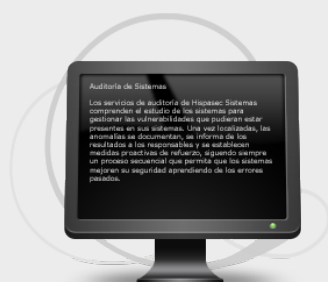 Auditoría de Sistemas
Los servicios de auditoría de Hispasec Sistemas
comprenden el estudio de los sistemas para
gestionar las vulnerabilidades que pudieran estar
presentes en sus sistemas. Una vez localizadas, las
anomalías se documentan, se informa de los
resultados a los responsables y se establecen
medidas proactivas de refuerzo, siguiendo siempre
un proceso secuencial que permita que los sistemas
mejoren su seguridad aprendiendo de los errores
pasados.